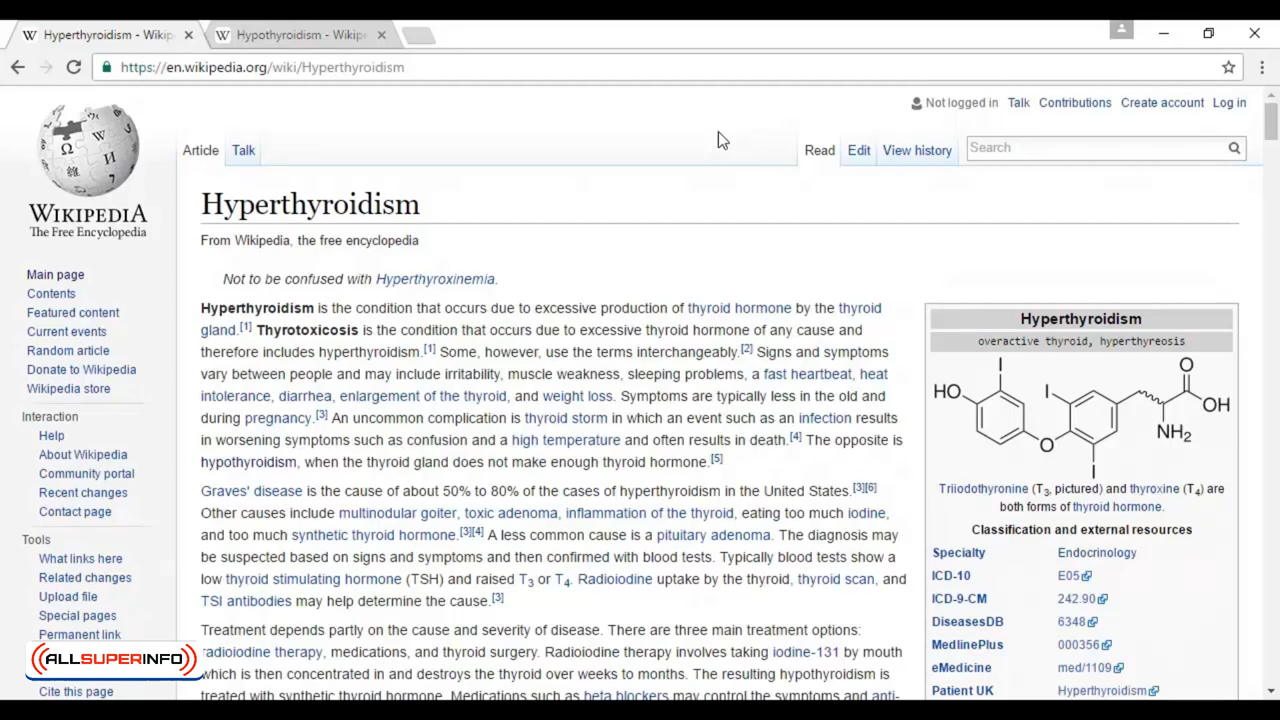 Hyperthyroidism - Wikip
Hypothyroidism - Wikipe
https://en.wikipedia.org/wiki/Hyperthyroidism
Not logged in Talk Contributions Create account Log in
Article Talk Read Edit View history Search
WIKIPEDIA
The Free Encyclopedia
Main page
Contents
Featured content
Current events
Random article
Donate to Wikipedia
Wikipedia store
Interaction
Help
About Wikipedia
Community portal
Recent changes
Contact page
Tools
What links here
Related changes
Upload file
Special pages
Permanent link
Cite this page
ALLSUPERINFO
Hyperthyroidism
From Wikipedia, the free encyclopedia
Not to be confused with Hyperthyroxinemia.
Hyperthyroidism is the condition that occurs due to excessive production of thyroid hormone by the thyroid
gland.[1] Thyrotoxicosis is the condition that occurs due to excessive thyroid hormone of any cause and
therefore includes hyperthyroidism.[1] Some, however, use the terms interchangeably.[2] Signs and symptoms
vary between people and may include irritability, muscle weakness, sleeping problems, a fast heartbeat, heat
intolerance, diarrhea, enlargement of the thyroid, and weight loss. Symptoms are typically less in the old and
during pregnancy.[3] An uncommon complication is thyroid storm in which an event such as an infection results
in worsening symptoms such as confusion and a high temperature and often results in death.[4] The opposite is
hypothyroidism, when the thyroid gland does not make enough thyroid hormone.[5]
Graves' disease is the cause of about 50% to 80% of the cases of hyperthyroidism in the United States.[3][6]
Other causes include multinodular goiter, toxic adenoma, inflammation of the thyroid, eating too much iodine,
and too much synthetic thyroid hormone.[3][4] A less common cause is a pituitary adenoma. The diagnosis may
be suspected based on signs and symptoms and then confirmed with blood tests. Typically blood tests show a
low thyroid stimulating hormone (TSH) and raised T3 or T4. Radioiodine uptake by the thyroid, thyroid scan, and
TSI antibodies may help determine the cause.[3]
Treatment depends partly on the cause and severity of disease. There are three main treatment options:
radioiodine therapy, medications, and thyroid surgery. Radioiodine therapy involves taking iodine-131 by mouth
which is then concentrated in and destroys the thyroid over weeks to months. The resulting hypothyroidism is
treated with synthetic thyroid hormone. Medications such as beta blockers may control the symptoms and anti-
Hyperthyroidism
overactive thyroid, hyperthyreosis
HO I I O I O OH NH2
Triiodothyronine (T3, pictured) and thyroxine (T4) are
both forms of thyroid hormone.
Classification and external resources
Specialty Endocrinology
ICD-10 E05
ICD-9-CM 242.90
DiseasesDB 6348
MedlinePlus 000356
eMedicine med/1109
Patient UK Hyperthyroidism